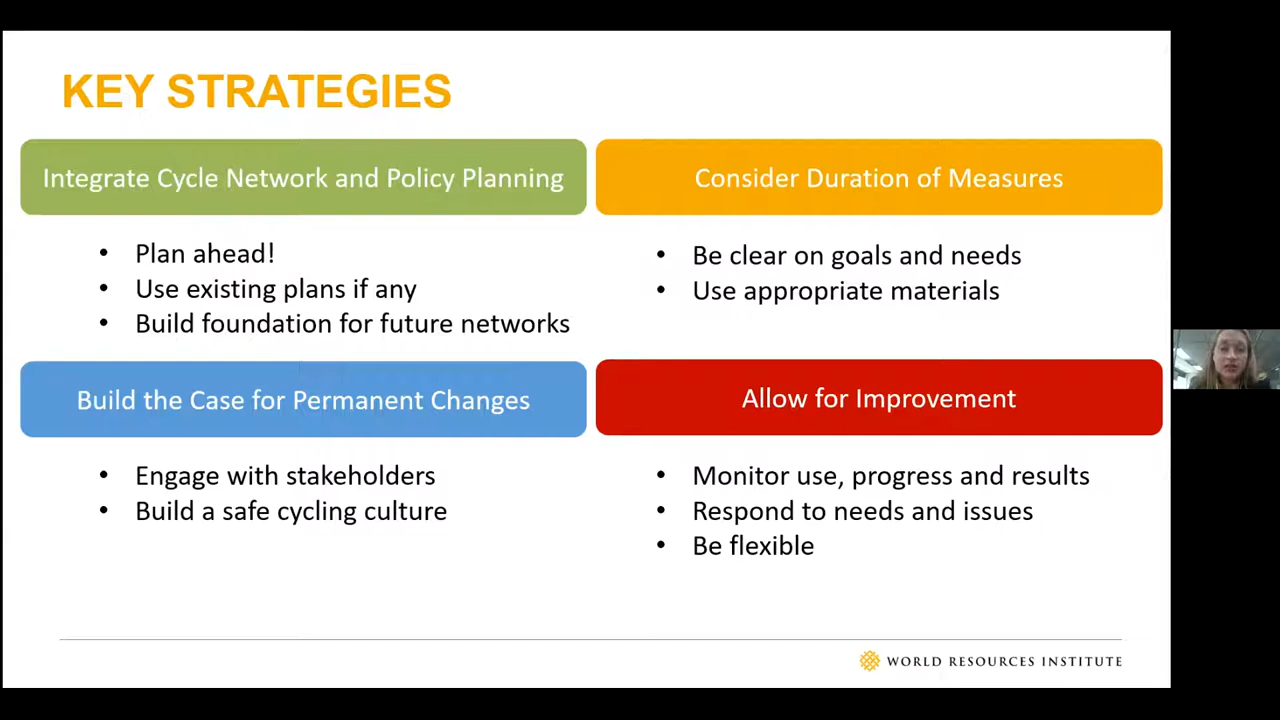 KEY STRATEGIES
Integrate Cycle Network and Policy Planning
• Plan ahead!
• Use existing plans if any
• Build foundation for future networks
Consider Duration of Measures
• Be clear on goals and needs
• Use appropriate materials
Build the Case for Permanent Changes
• Engage with stakeholders
• Build a safe cycling culture
Allow for Improvement
• Monitor use, progress and results
• Respond to needs and issues
• Be flexible
WORLD RESOURCES INSTITUTE